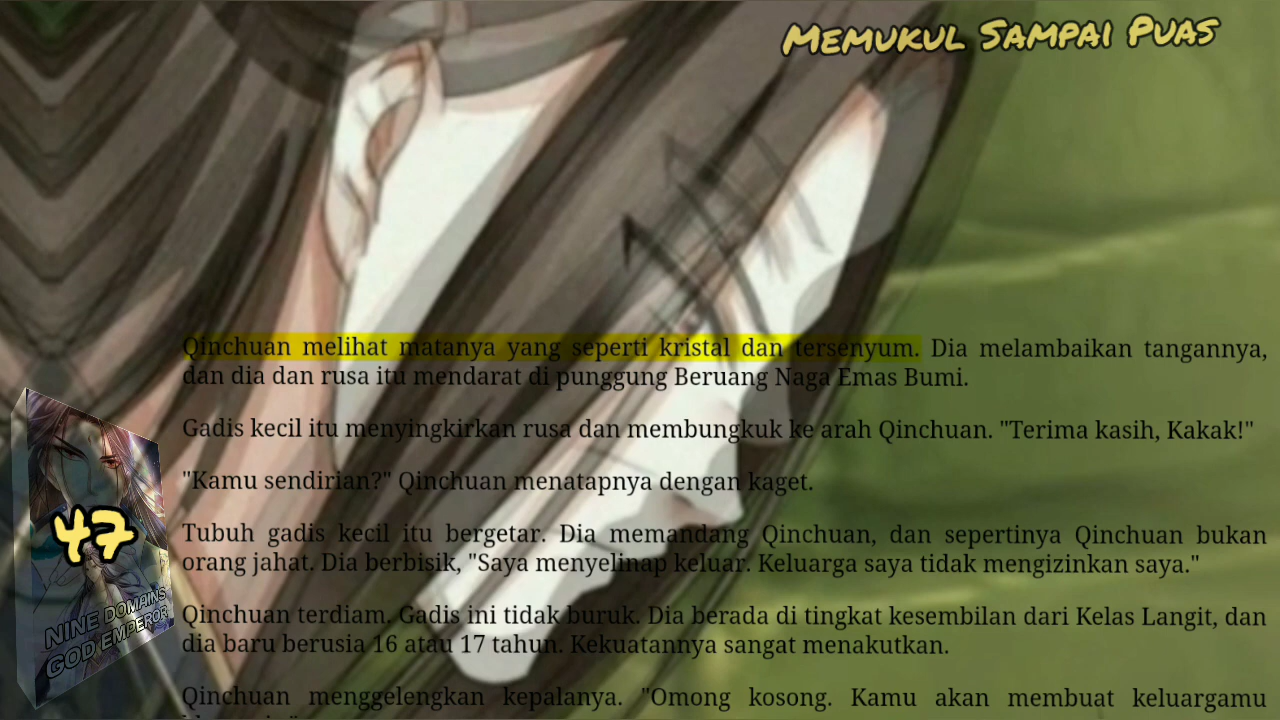 Memukul Sampai Puas
Qinchuan melihat matanya yang seperti kristal dan tersenyum. Dia melambaikan tangannya,
dan dia dan rusa itu mendarat di punggung Beruang Naga Emas Bumi.
Gadis kecil itu menyingkirkan rusa dan membungkuk ke arah Qinchuan. "Terima kasih, Kakak!"
"Kamu sendirian?" Qinchuan menatapnya dengan kaget.
Tubuh gadis kecil itu bergetar. Dia memandang Qinchuan, dan sepertinya Qinchuan bukan
orang jahat. Dia berbisik, "Saya menyelinap keluar. Keluarga saya tidak mengizinkan saya."
Qinchuan terdiam. Gadis ini tidak buruk. Dia berada di tingkat kesembilan dari Kelas Langit, dan
dia baru berusia 16 atau 17 tahun. Kekuatannya sangat menakutkan.
Qinchuan menggelengkan kepalanya. "Omong kosong. Kamu akan membuat keluargamu
47
NINE DOMAINS
GOD EMPEROR